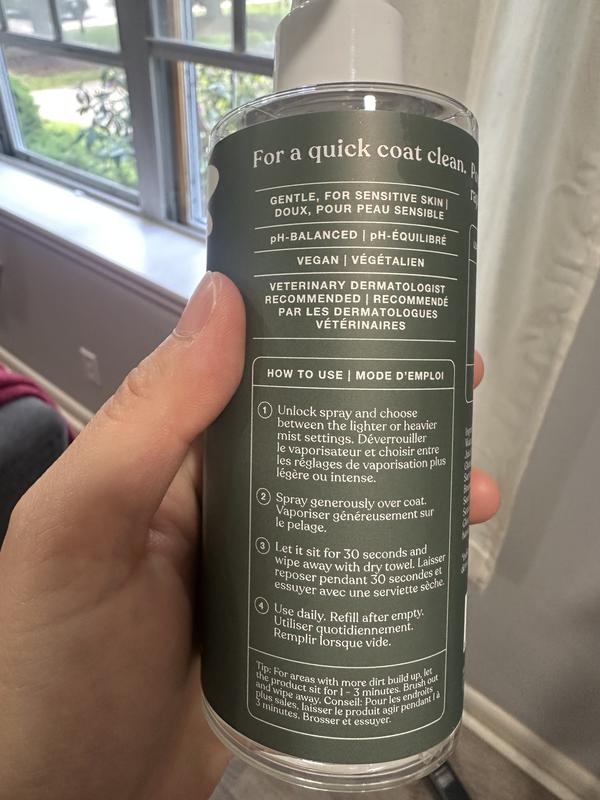 For a quick coat clean.
GENTLE, FOR SENSITIVE SKIN |
DOUX, POUR PEAU SENSIBLE
pH-BALANCED | pH-ÉQUILIBRÉ
VEGAN | VÉGÉTALIEN
VETERINARY DERMATOLOGIST
RECOMMENDED | RECOMMENDÉ
PAR LES DERMATOLOGUES
VÉTÉRINAIRES
HOW TO USE | MODE D'EMPLOI
1 Unlock spray and choose
between the lighter or heavier
mist settings. Déverrouiller
le vaporisateur et choisir entre
les réglages de vaporisation plus
légère ou intense.
2 Spray generously over coat.
Vaporiser généreusement sur
le pelage.
3 Let it sit for 30 seconds and
wipe away with dry towel. Laisser
reposer pendant 30 secondes et
essuyer avec une serviette sèche.
4 Use daily. Refill after empty.
Utiliser quotidiennement.
Remplir lorsque vide.
Tip: For areas with more dirt build up, let
the product sit for 1 - 3 minutes. Brush out
and wipe away. Conseil: Pour les endroits
plus sales, laisser le produit agir pendant 1 à
3 minutes. Brosser et essuyer.